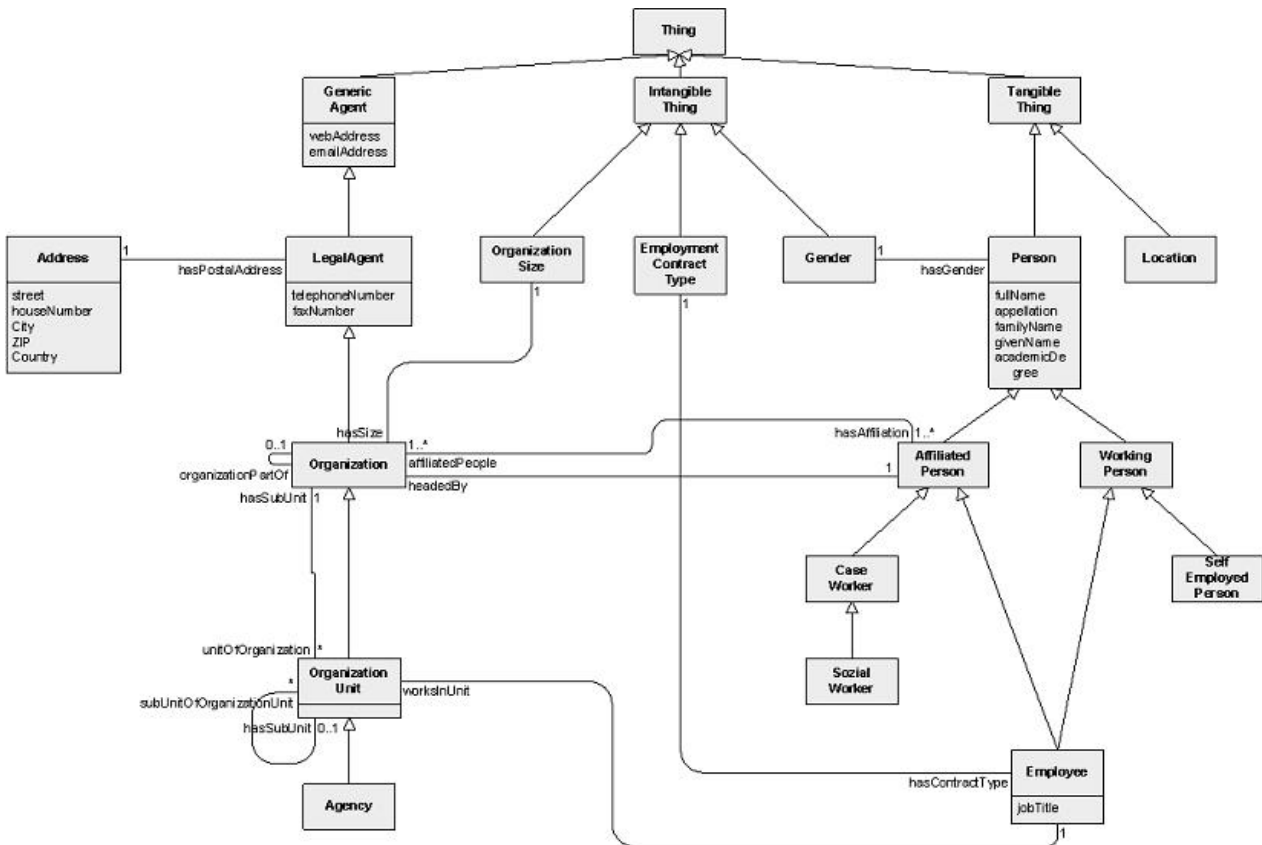 Thing
Generic
Agent
webAddress
emailAddress
Intangible
Thing
Tangible
Thing
Address
street
houseNumber
City
ZIP
Country
1
hasPostalAddress
LegalAgent
telephoneNumber
faxNumber
Organization
Size
1
Employment
Contract
Type
1
Gender
1
hasGender
Person
fullName
appellation
familyName
givenName
academicDe
gree
Location
hasSize
0..1
organizationPartOf
Organization
1..*
affiliatedPeople
headedBy
hasAffiliation
1..*
1
Affiliated
Person
Working
Person
hasSubUnit
1
Case
Worker
Self
Employed
Person
unitOfOrganization
*
Organization
Unit
worksInUnit
Sozial
Worker
*
subUnitOfOrganizationUnit
hasSubUnit
0..1
Agency
hasContractType
Employee
jobTitle
1